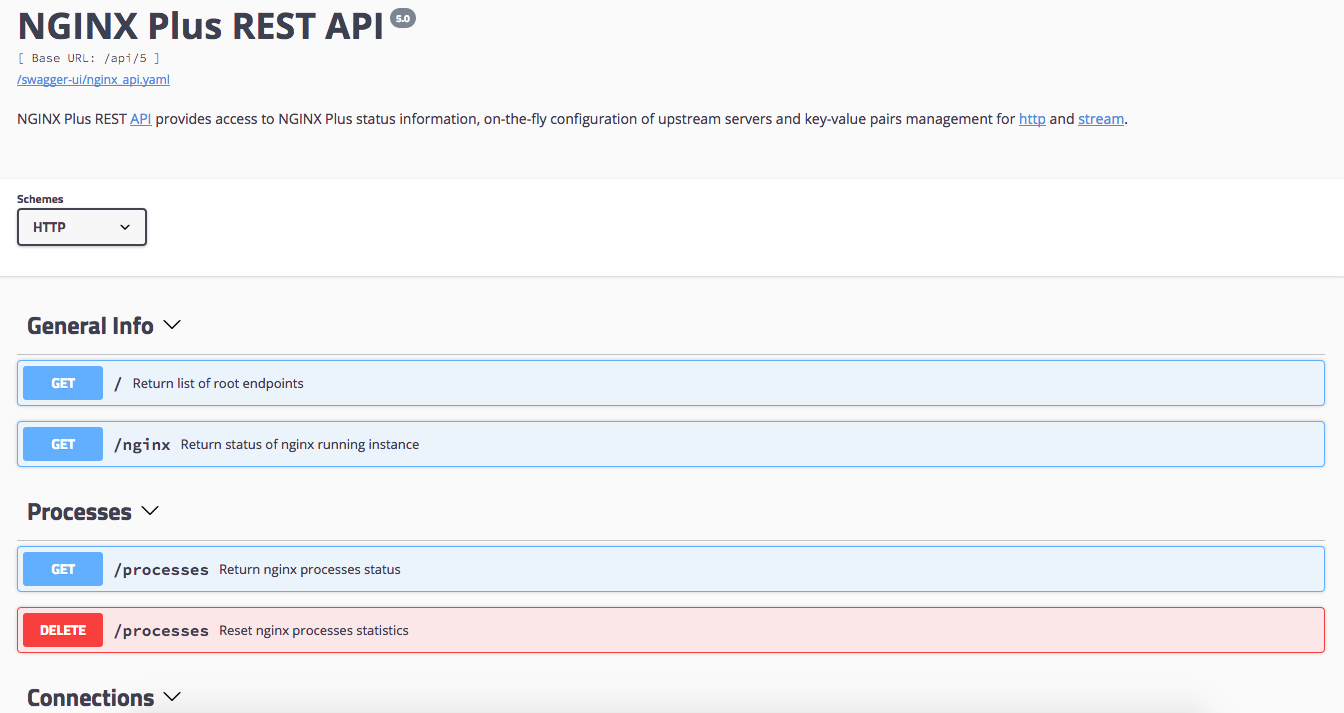 NGINX Plus REST API 5.0
[ Base URL: /api/5 ]
/swagger-ui/nginx_api.yaml
NGINX Plus REST API provides access to NGINX Plus status information, on-the-fly configuration of upstream servers and key-value pairs management for http and stream.
Schemes
HTTP
General Info
GET / Return list of root endpoints
GET /nginx Return status of nginx running instance
Processes
GET /processes Return nginx processes status
DELETE /processes Reset nginx processes statistics
Connections